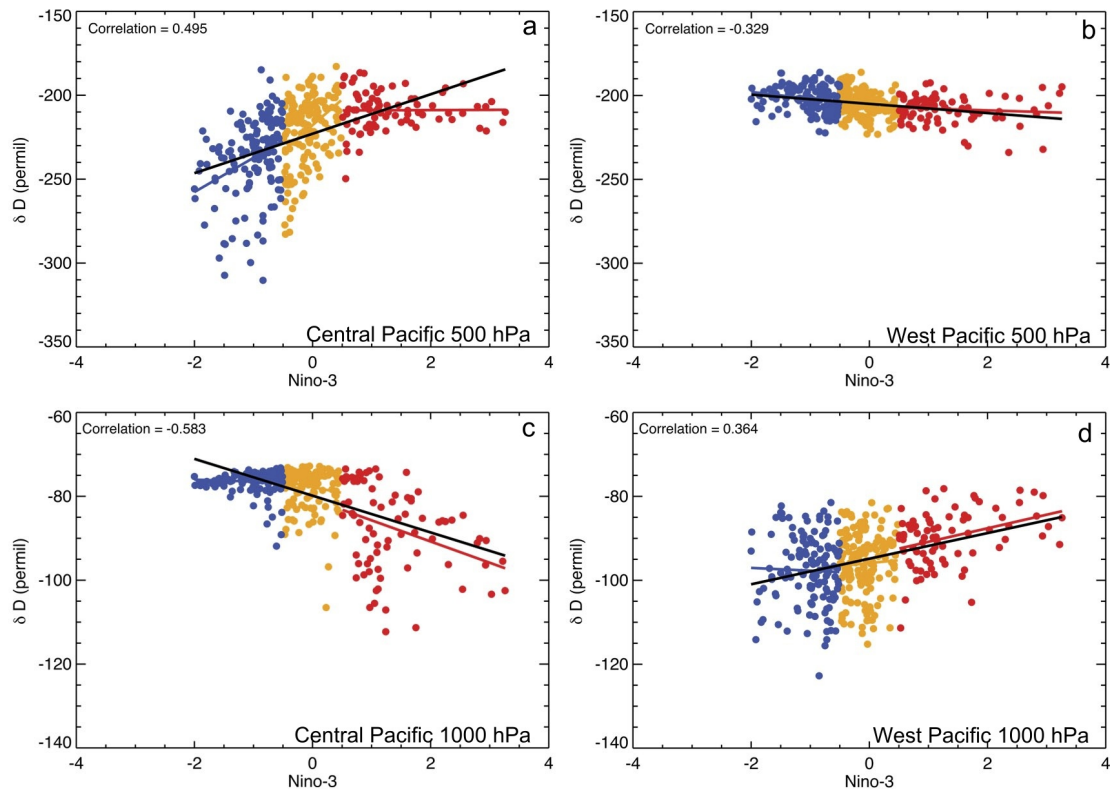 -150
Correlation = 0.495
a
-200
-250
-300
-350
δ D (permil)
Central Pacific 500 hPa
-4 -2 0 2 4
Nino-3
-150
Correlation = -0.329
b
-200
-250
-300
-350
δ D (permil)
West Pacific 500 hPa
-4 -2 0 2 4
Nino-3
-60
Correlation = -0.583
c
-80
-100
-120
-140
δ D (permil)
Central Pacific 1000 hPa
-4 -2 0 2 4
Nino-3
-60
Correlation = 0.364
d
-80
-100
-120
-140
δ D (permil)
West Pacific 1000 hPa
-4 -2 0 2 4
Nino-3